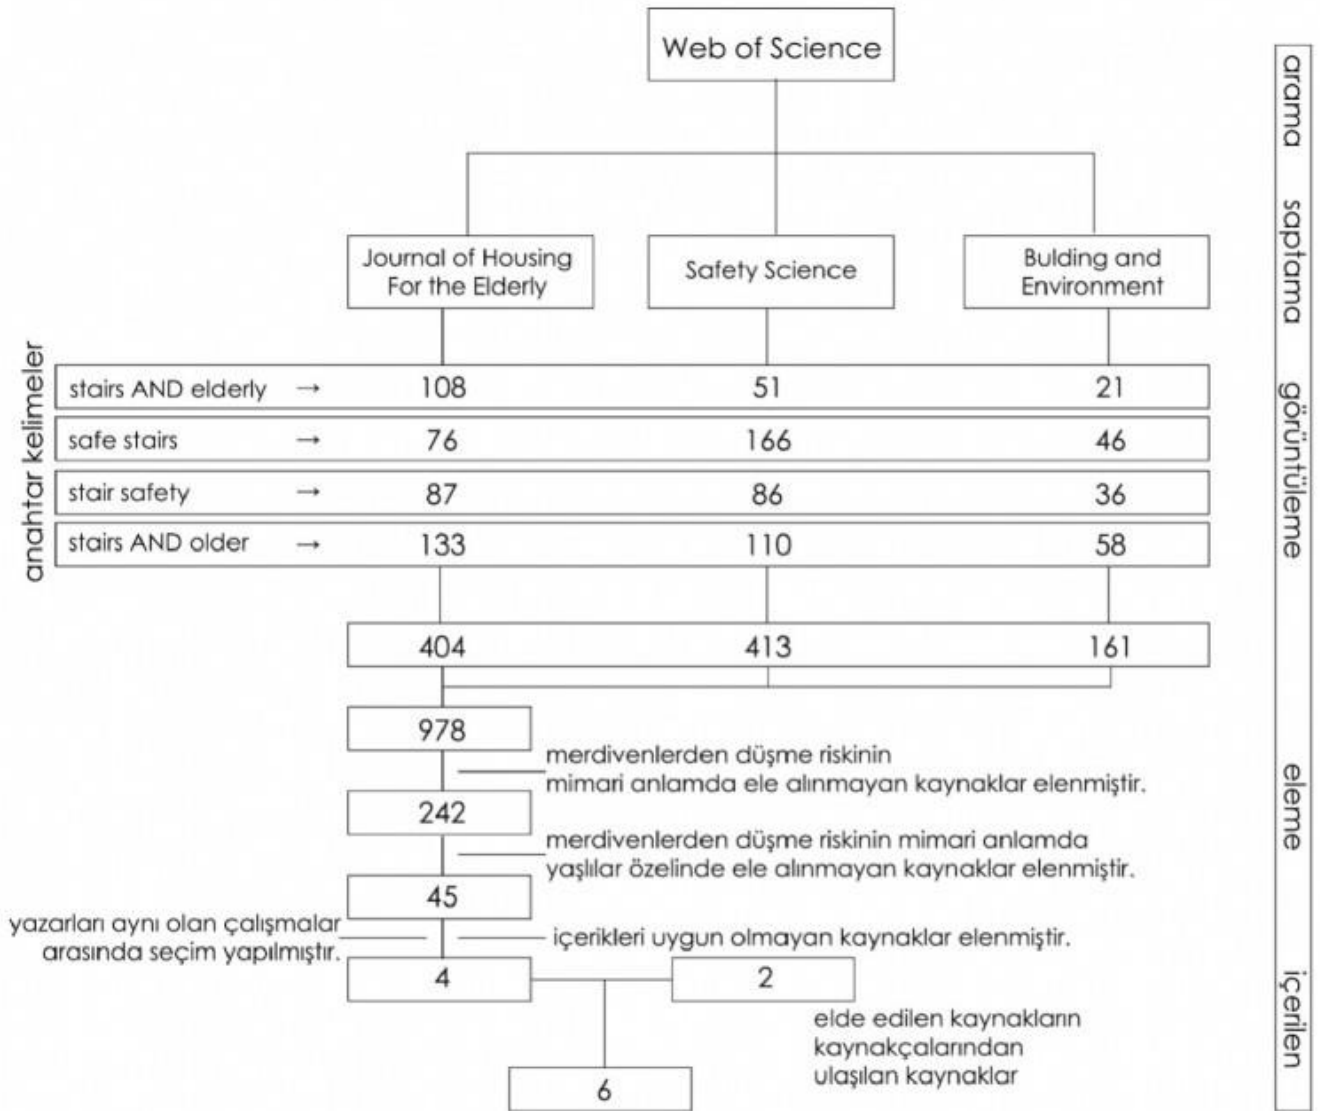 Web of Science
Journal of Housing
For the Elderly
Safety Science
Bulding and
Environment
anahtar kelimeler
stairs AND elderly → 108 51 21
safe stairs → 76 166 46
stair safety → 87 86 36
stairs AND older → 133 110 58
404 413 161
978
merdivenlerden düşme riskinin
mimari anlamda ele alınmayan kaynaklar elenmiştir.
242
merdivenlerden düşme riskinin mimari anlamda
yaşlılar özelinde ele alınmayan kaynaklar elenmiştir.
45
yazarları aynı olan çalışmalar
arasında seçim yapılmıştır.
içerikleri uygun olmayan kaynaklar elenmiştir.
4
2
elde edilen kaynakların
kaynakçalarından
ulaşılan kaynaklar
6
arama saptama görüntüleme eleme içerilen